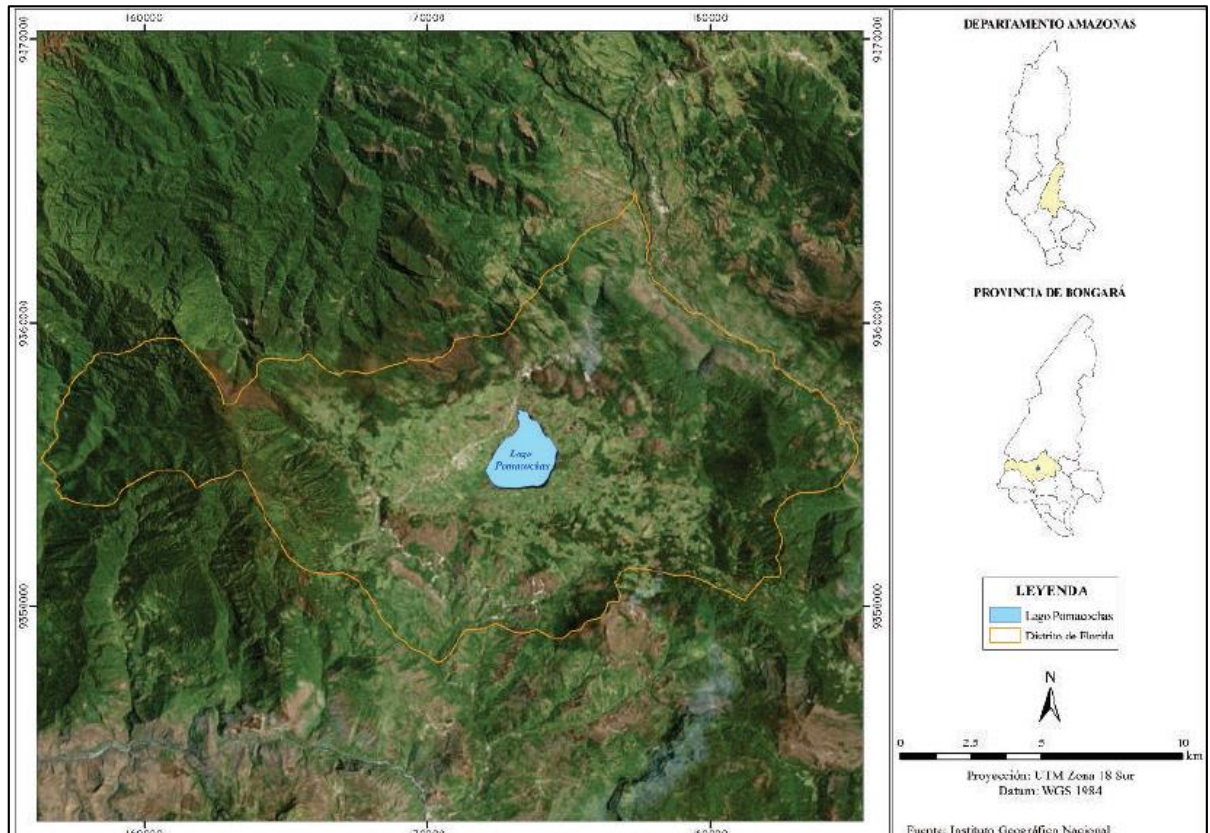 160000 170000 180000
9170000
9360000
9350000
Lago
Pomacochas
DEPARTAMENTO AMAZONAS
PROVINCIA DE BONGARÁ
LEYENDA
Lago Pomacochas
Distrito de Florida
N
0 2.5 5 10
km
Proyección: UTM Zona 18 Sur
Datum: WGS 1984
Fuente: Instituto Geográfico Nacional